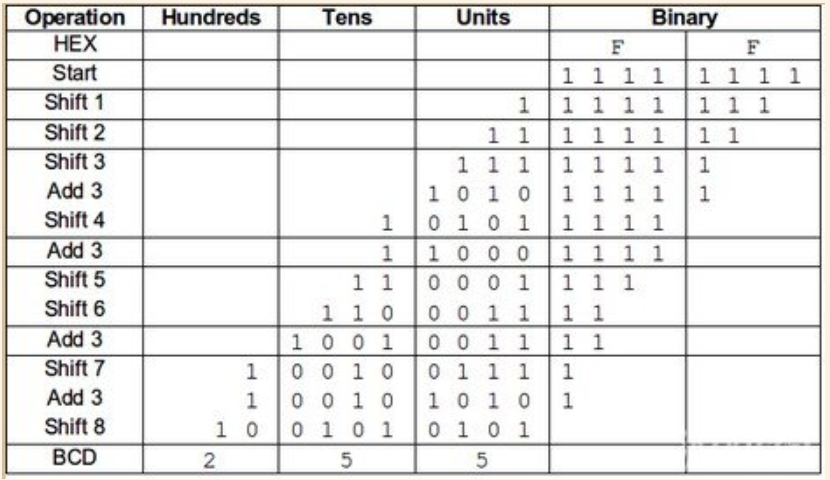 Operation Hundreds Tens Units Binary
HEX F F
Start 1 1 1 1 1 1 1 1
Shift 1 1 1 1 1 1 1 1 1
Shift 2 1 1 1 1 1 1 1 1
Shift 3 1 1 1 1 1 1 1 1
Add 3 1 0 1 0 1 1 1 1 1
Shift 4 1 0 1 0 1 1 1 1 1
Add 3 1 1 0 0 0 1 1 1 1
Shift 5 1 1 0 0 0 1 1 1 1
Shift 6 1 1 0 0 0 1 1 1 1
Add 3 1 0 0 1 0 0 1 1 1 1
Shift 7 1 0 0 1 0 0 1 1 1 1
Add 3 1 0 0 1 0 1 0 1 0 1
Shift 8 1 0 0 1 0 1 0 1 0 1
BCD 2 5 5